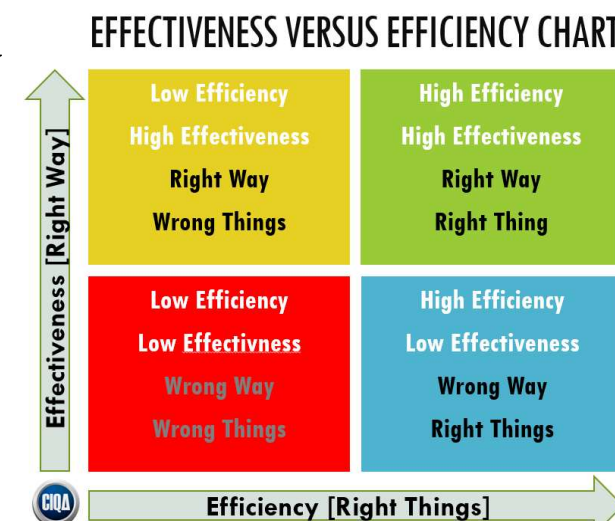 EFFECTIVENESS VERSUS EFFICIENCY CHART
Effectiveness [Right Way]
Low Efficiency
High Effectiveness
Right Way
Wrong Things
High Efficiency
High Effectiveness
Right Way
Right Thing
Low Efficiency
Low Effectivness
Wrong Way
Wrong Things
High Efficiency
Low Effectiveness
Wrong Way
Right Things
CIQA
Efficiency [Right Things]